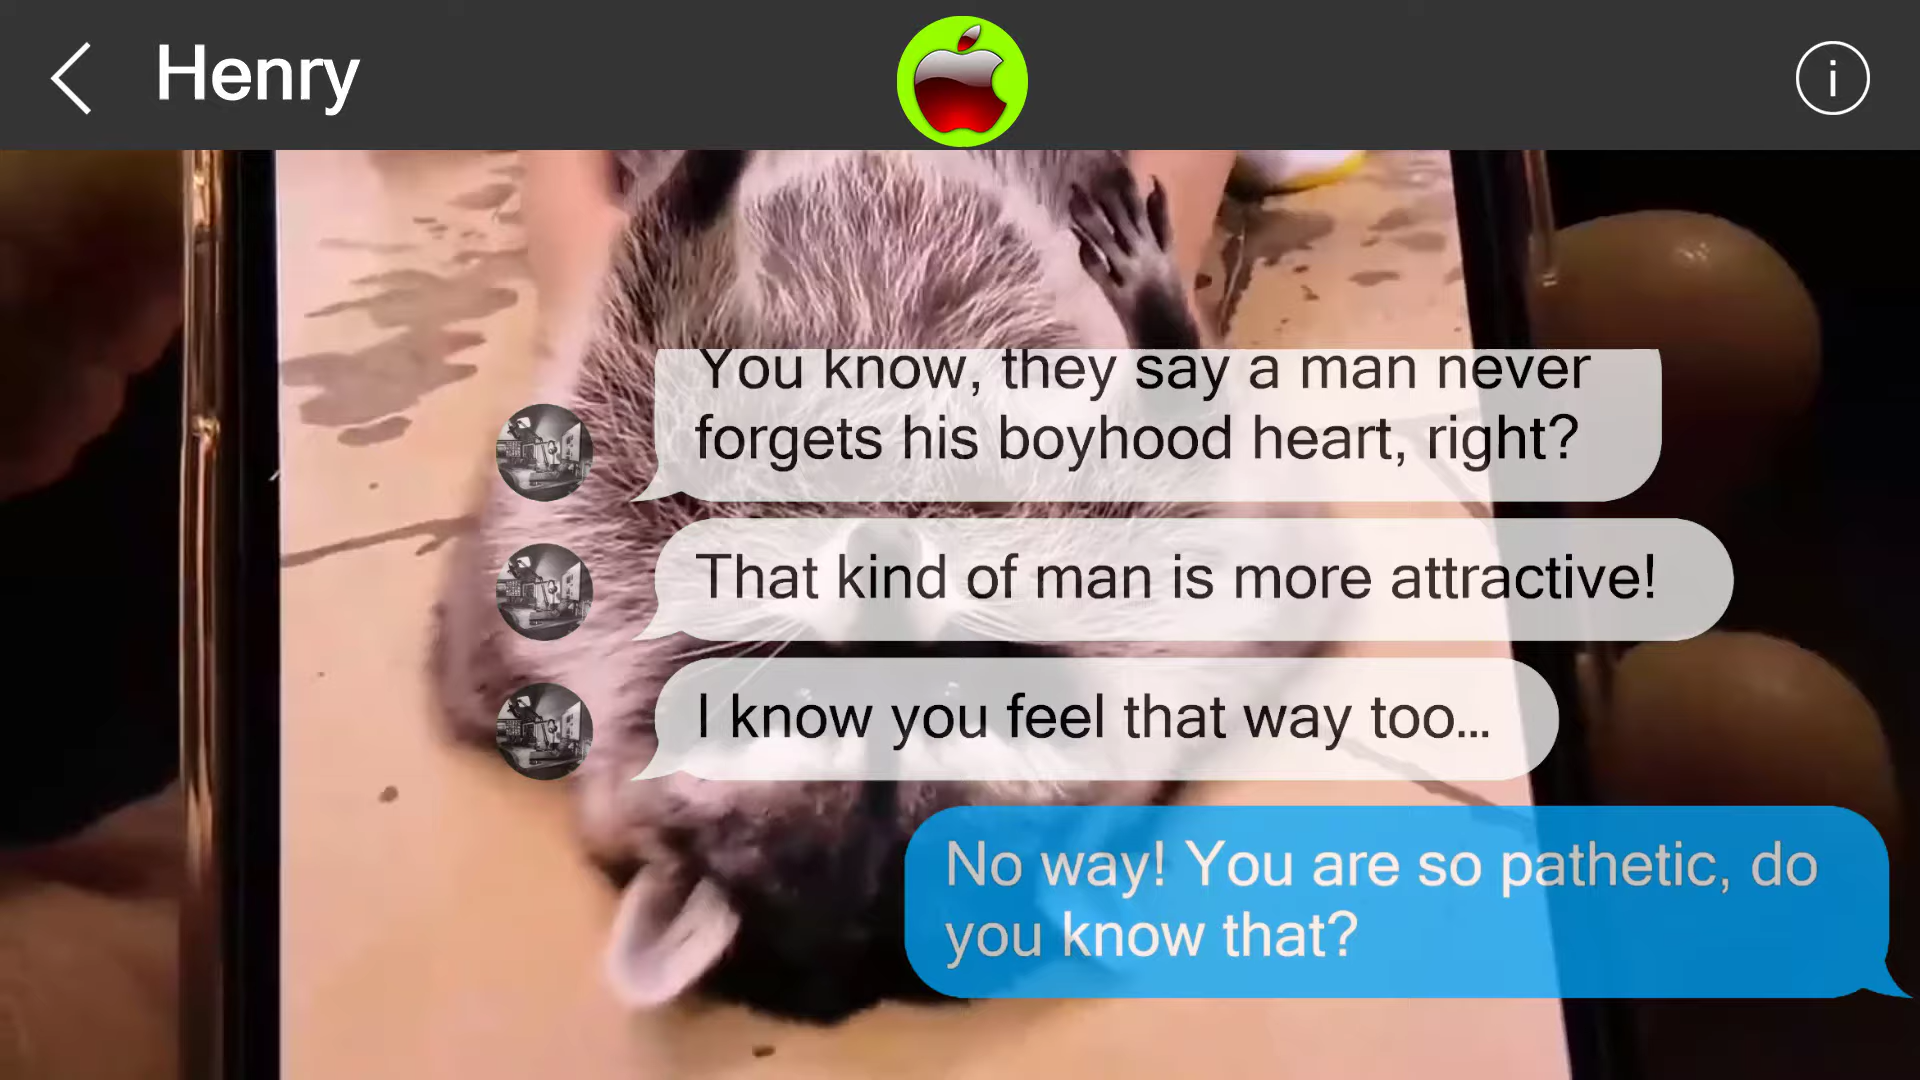 Henry
i
You know, they say a man never
forgets his boyhood heart, right?
That kind of man is more attractive!
I know you feel that way too...
No way! You are so pathetic, do
you know that?